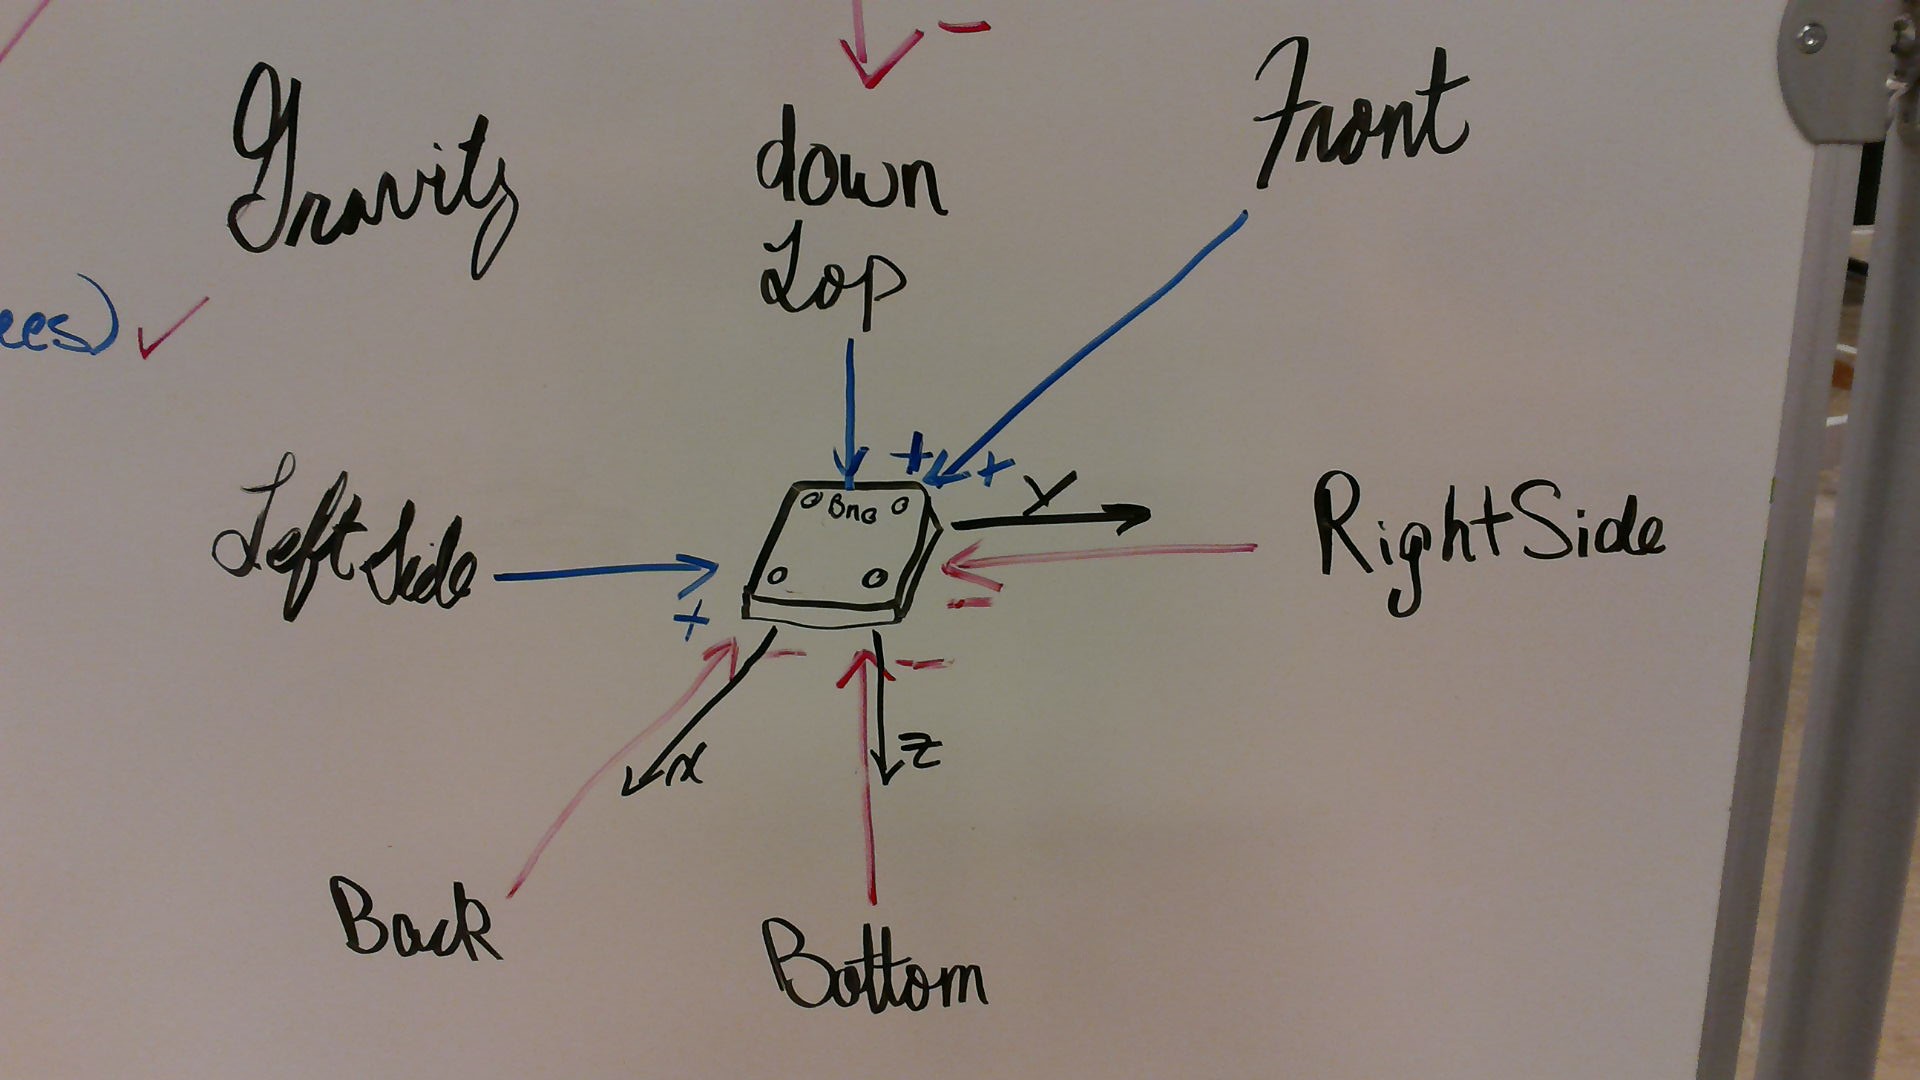 -
Gravity
down
Front
ees) ✓
Top
+ +
Bno
Y
Left Side
Right Side
+
-
-
-
x
z
Back
Bottom